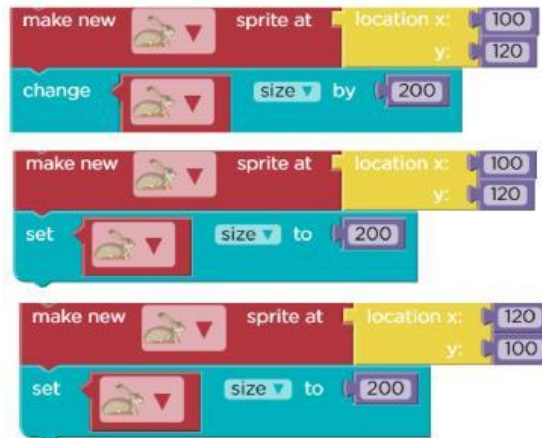 make new sprite at location x: 100
y: 120
change size by 200
make new sprite at location x: 100
y: 120
set size to 200
make new sprite at location x: 120
y: 100
set size to 200